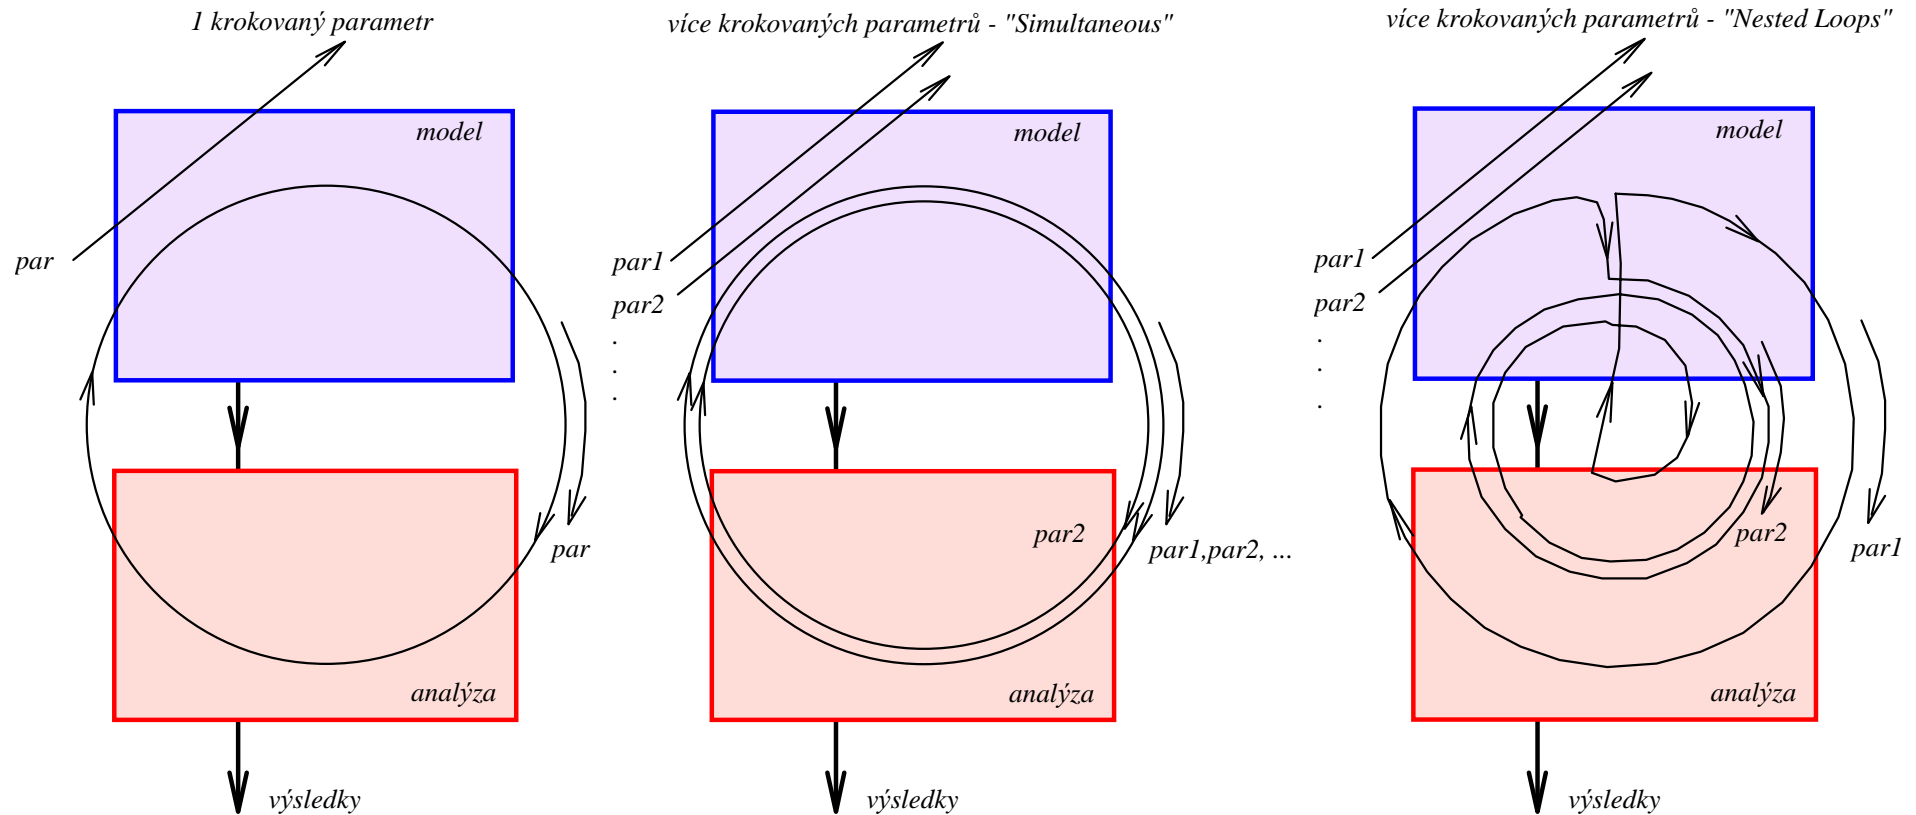 1 krokovaný parametr
model
par
par
analýza
výsledky
více krokovaných parametrů - "Simultaneous"
model
par1
par2
.
.
.
par2
par1,par2, ...
analýza
výsledky
více krokovaných parametrů - "Nested Loops"
model
par1
par2
.
.
.
par2
par1
analýza
výsledky